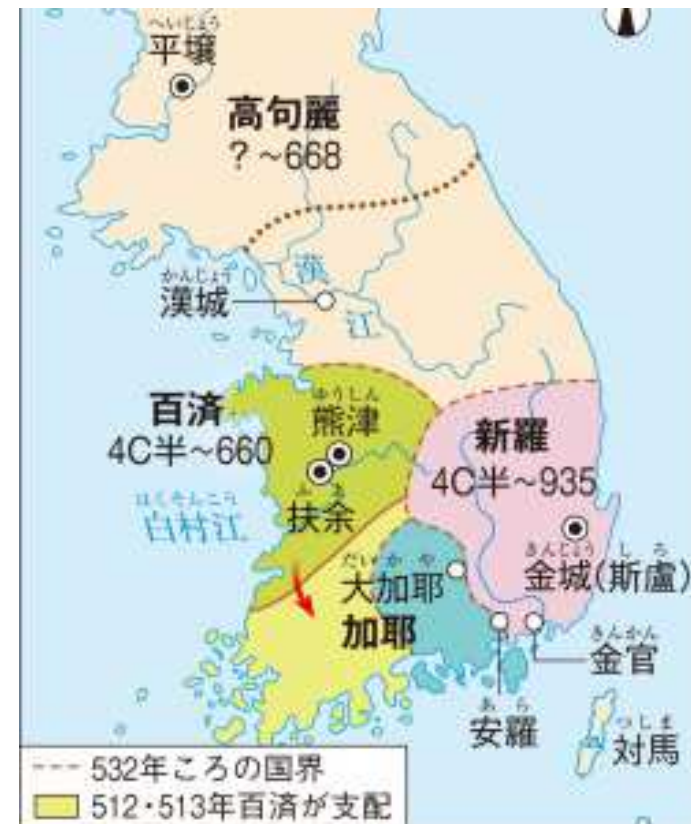 へいじょう
平壌
高句麗
?～668
かんじょう
漢城
漢
江
百済
4C半～660
ゆうしん
熊津
ふよ
扶余
はくそんこう
白村江
新羅
4C半～935
きんじょう しろ
金城(斯盧)
だいかや
大加耶
加耶
きんかん
金官
あら
安羅
つしま
対馬
532年ころの国界
512・513年百済が支配